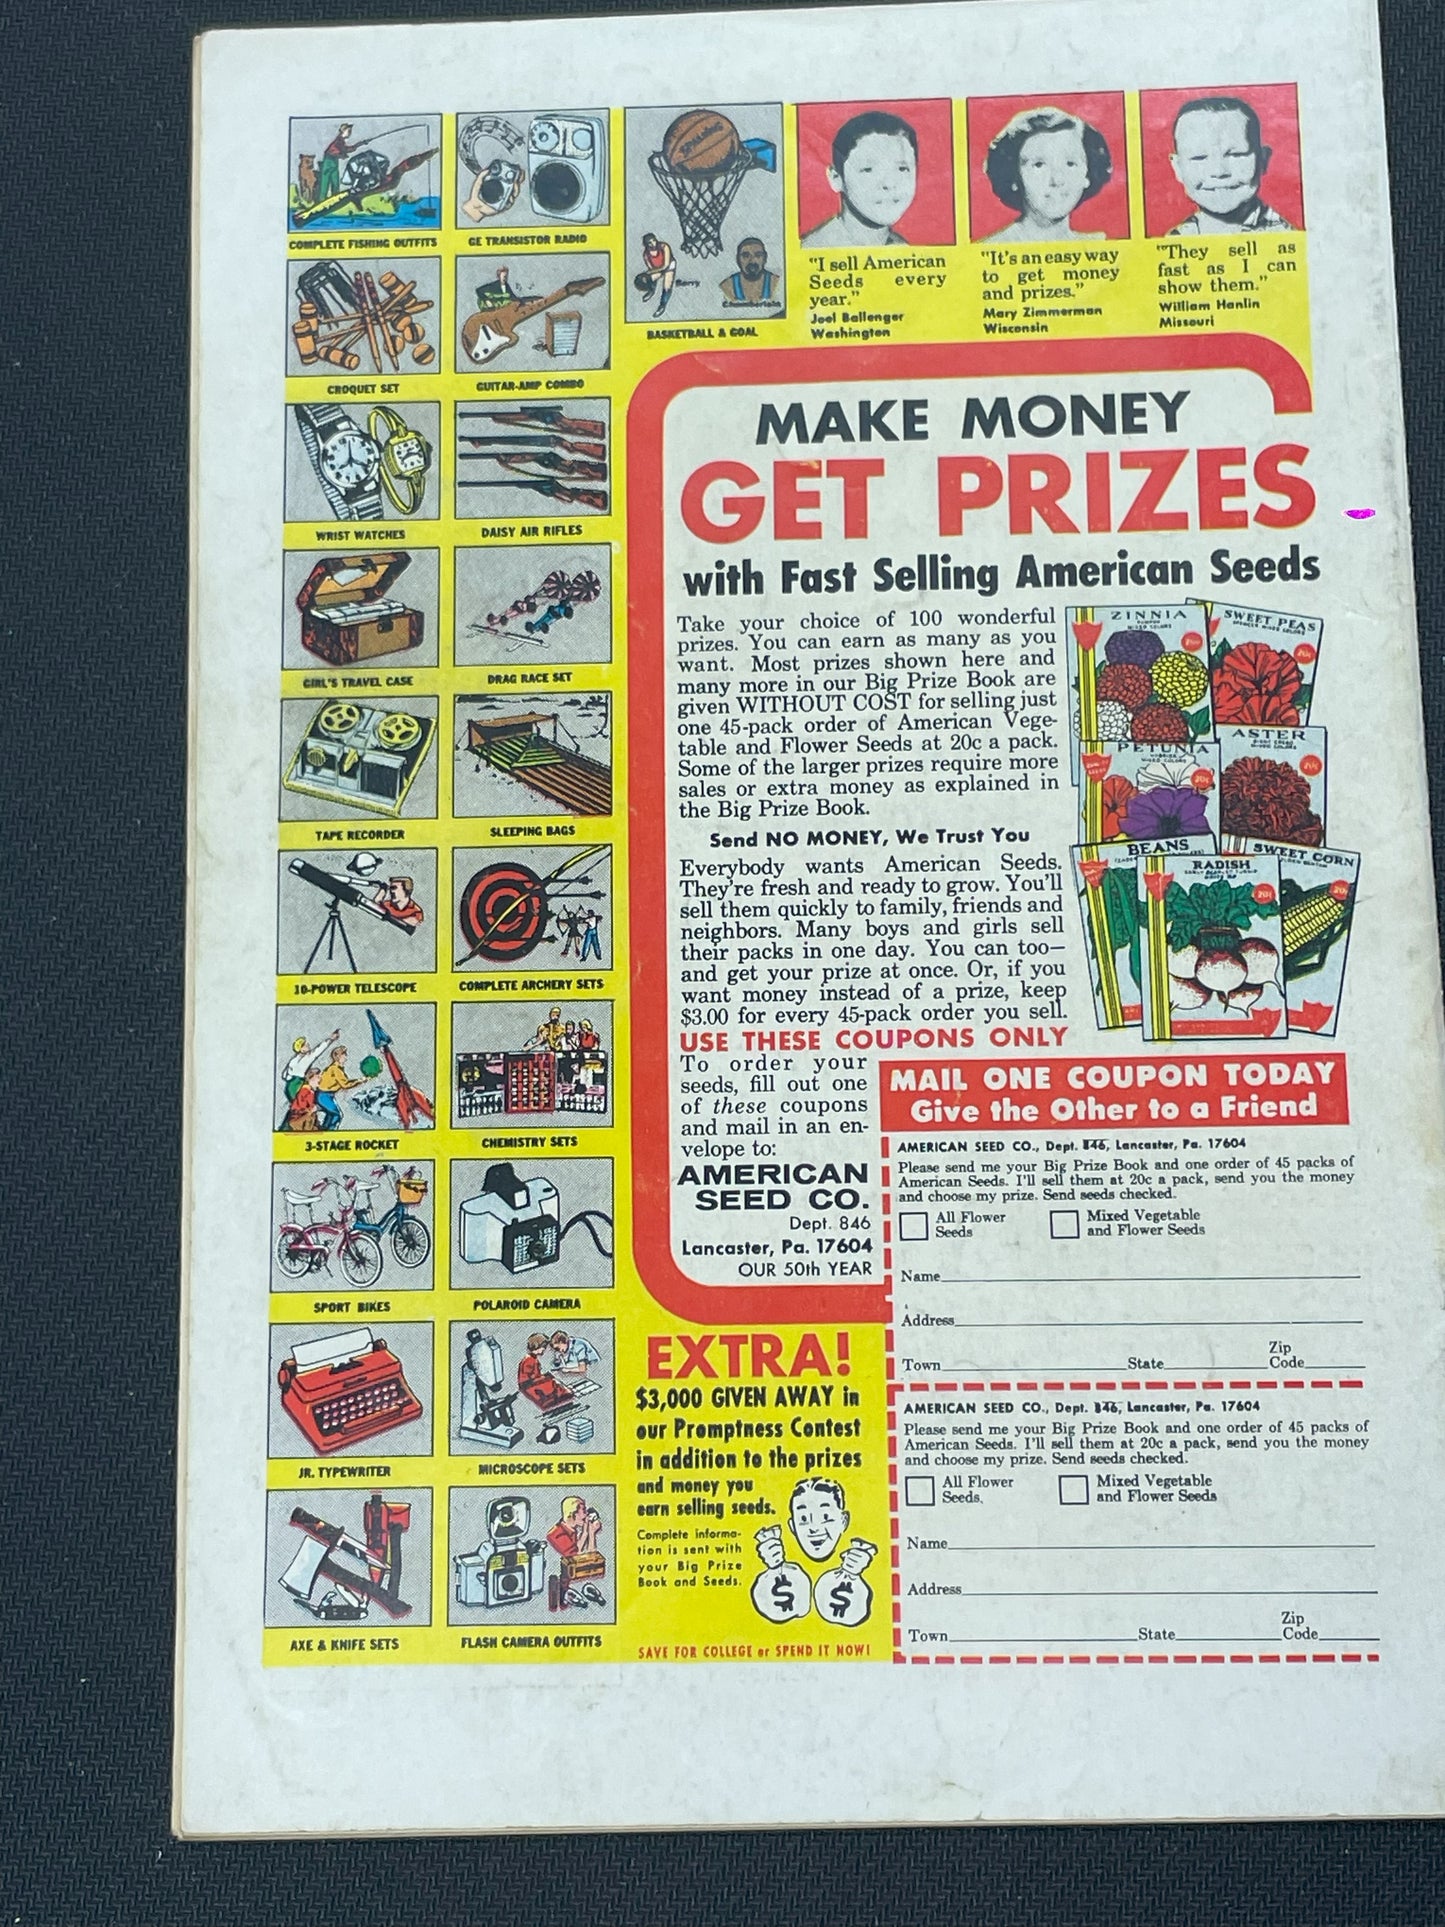 COMPLETE FISHING OUTFITS
GE TRANSISTOR RADIO
CROQUET SET
GUITAR-AMP COMBO
WRIST WATCHES
DAISY AIR RIFLES
GIRL'S TRAVEL CASE
DRAG RACE SET
TAPE RECORDER
SLEEPING BAGS
10-POWER TELESCOPE
COMPLETE ARCHERY SETS
3-STAGE ROCKET
CHEMISTRY SETS
SPORT BIKES
POLAROID CAMERA
JR. TYPEWRITER
MICROSCOPE SETS
AXE & KNIFE SETS
FLASH CAMERA OUTFITS
SPALDING
Barry
Chamberlain
BASKETBALL & GOAL
"I sell American
Seeds every
year."
Joel Ballenger
Washington
"It's an easy way
to get money
and prizes."
Mary Zimmerman
Wisconsin
"They sell as
fast as I can
show them."
William Hanlin
Missouri
MAKE MONEY
GET PRIZES
with Fast Selling American Seeds
Take your choice of 100 wonderful
prizes. You can earn as many as you
want. Most prizes shown here and
many more in our Big Prize Book are
given WITHOUT COST for selling just
one 45-pack order of American Vege-
table and Flower Seeds at 20c a pack.
Some of the larger prizes require more
sales or extra money as explained in
the Big Prize Book.
Send NO MONEY, We Trust You
Everybody wants American Seeds.
They're fresh and ready to grow. You'll
sell them quickly to family, friends and
neighbors. Many boys and girls sell
their packs in one day. You can too—
and get your prize at once. Or, if you
want money instead of a prize, keep
$3.00 for every 45-pack order you sell.
USE THESE COUPONS ONLY
To order your
seeds, fill out one
of these coupons
and mail in an en-
velope to:
AMERICAN
SEED CO.
Dept. 846
Lancaster, Pa. 17604
OUR 50th YEAR
ZINNIA
MIXED COLORS
20c
SWEET PEAS
MIXED COLORS
20c
PETUNIA
MIXED COLORS
20c
ASTER
MIXED COLORS
20c
BEANS
RADISH
20c
SWEET CORN
20c
MAIL ONE COUPON TODAY
Give the Other to a Friend
AMERICAN SEED CO., Dept. 846, Lancaster, Pa. 17604
Please send me your Big Prize Book and one order of 45 packs of
American Seeds. I'll sell them at 20c a pack, send you the money
and choose my prize. Send seeds checked.
All Flower
Seeds
Mixed Vegetable
and Flower Seeds
Name
Address
Town State Zip Code
AMERICAN SEED CO., Dept. 846, Lancaster, Pa. 17604
Please send me your Big Prize Book and one order of 45 packs of
American Seeds. I'll sell them at 20c a pack, send you the money
and choose my prize. Send seeds checked.
All Flower
Seeds.
Mixed Vegetable
and Flower Seeds
Name
Address
Town State Zip Code
EXTRA!
$3,000 GIVEN AWAY in
our Promptness Contest
in addition to the prizes
and money you
earn selling seeds.
Complete informa-
tion is sent with
your Big Prize
Book and Seeds.
$ $
SAVE FOR COLLEGE or SPEND IT NOW!